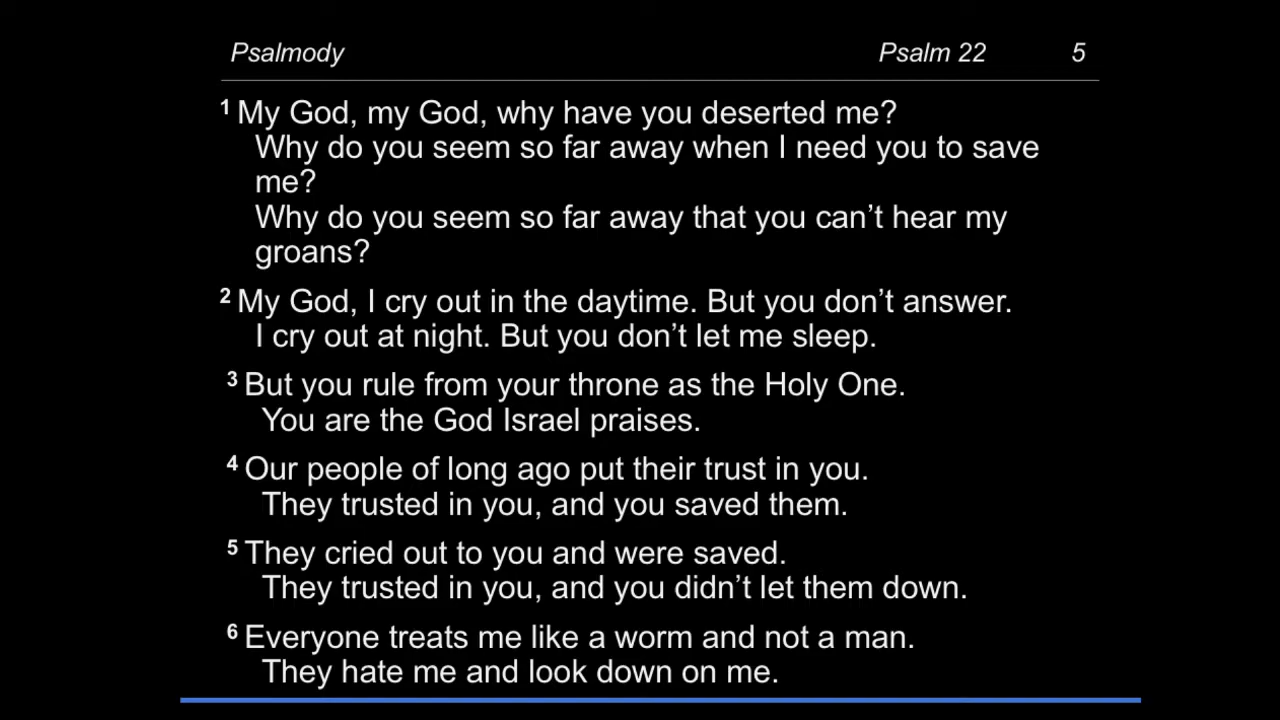 Psalmody Psalm 22 5
1 My God, my God, why have you deserted me?
Why do you seem so far away when I need you to save
me?
Why do you seem so far away that you can’t hear my
groans?
2 My God, I cry out in the daytime. But you don’t answer.
I cry out at night. But you don’t let me sleep.
3 But you rule from your throne as the Holy One.
You are the God Israel praises.
4 Our people of long ago put their trust in you.
They trusted in you, and you saved them.
5 They cried out to you and were saved.
They trusted in you, and you didn’t let them down.
6 Everyone treats me like a worm and not a man.
They hate me and look down on me.